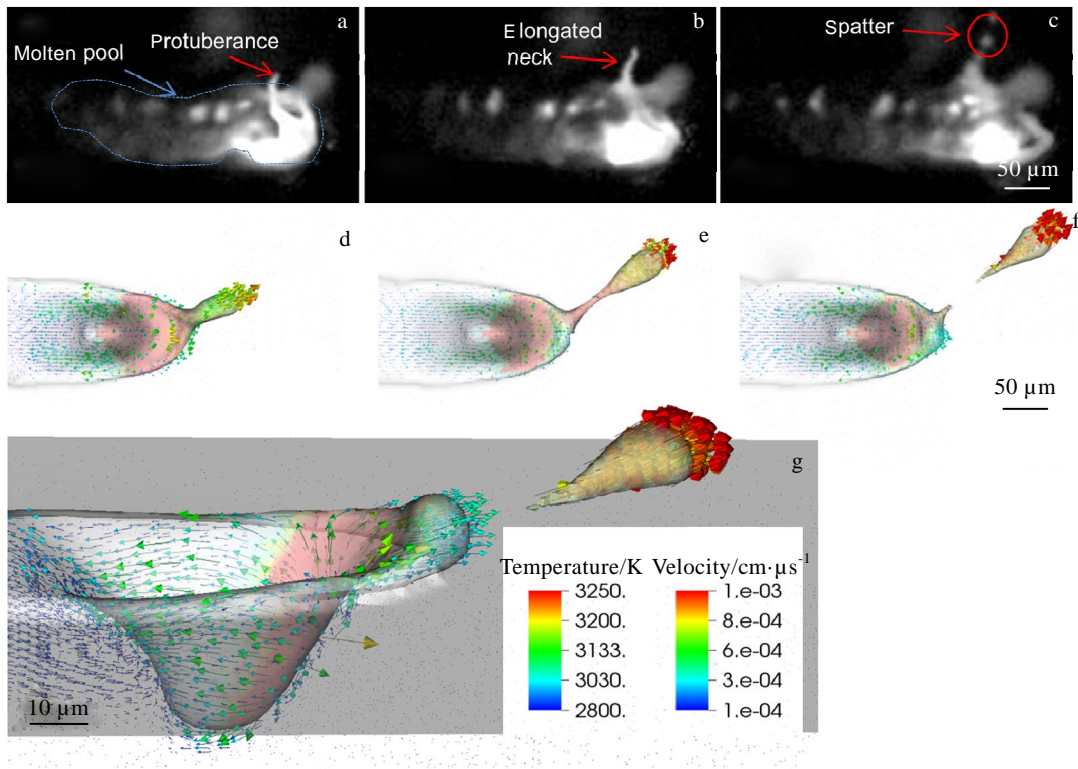 a
Molten pool
Protuberance
b
Elongated
neck
c
Spatter
50 μm
d
e
f
50 μm
g
Temperature/K
3250.
3200.
3133.
3030.
2800.
Velocity/cm·μs⁻¹
1.e-03
8.e-04
6.e-04
3.e-04
1.e-04
10 μm